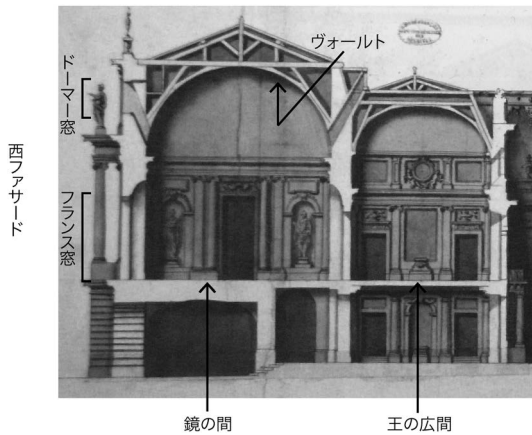 ヴォールト
ドーマー窓
西ファサード
フランス窓
鏡の間
王の広間